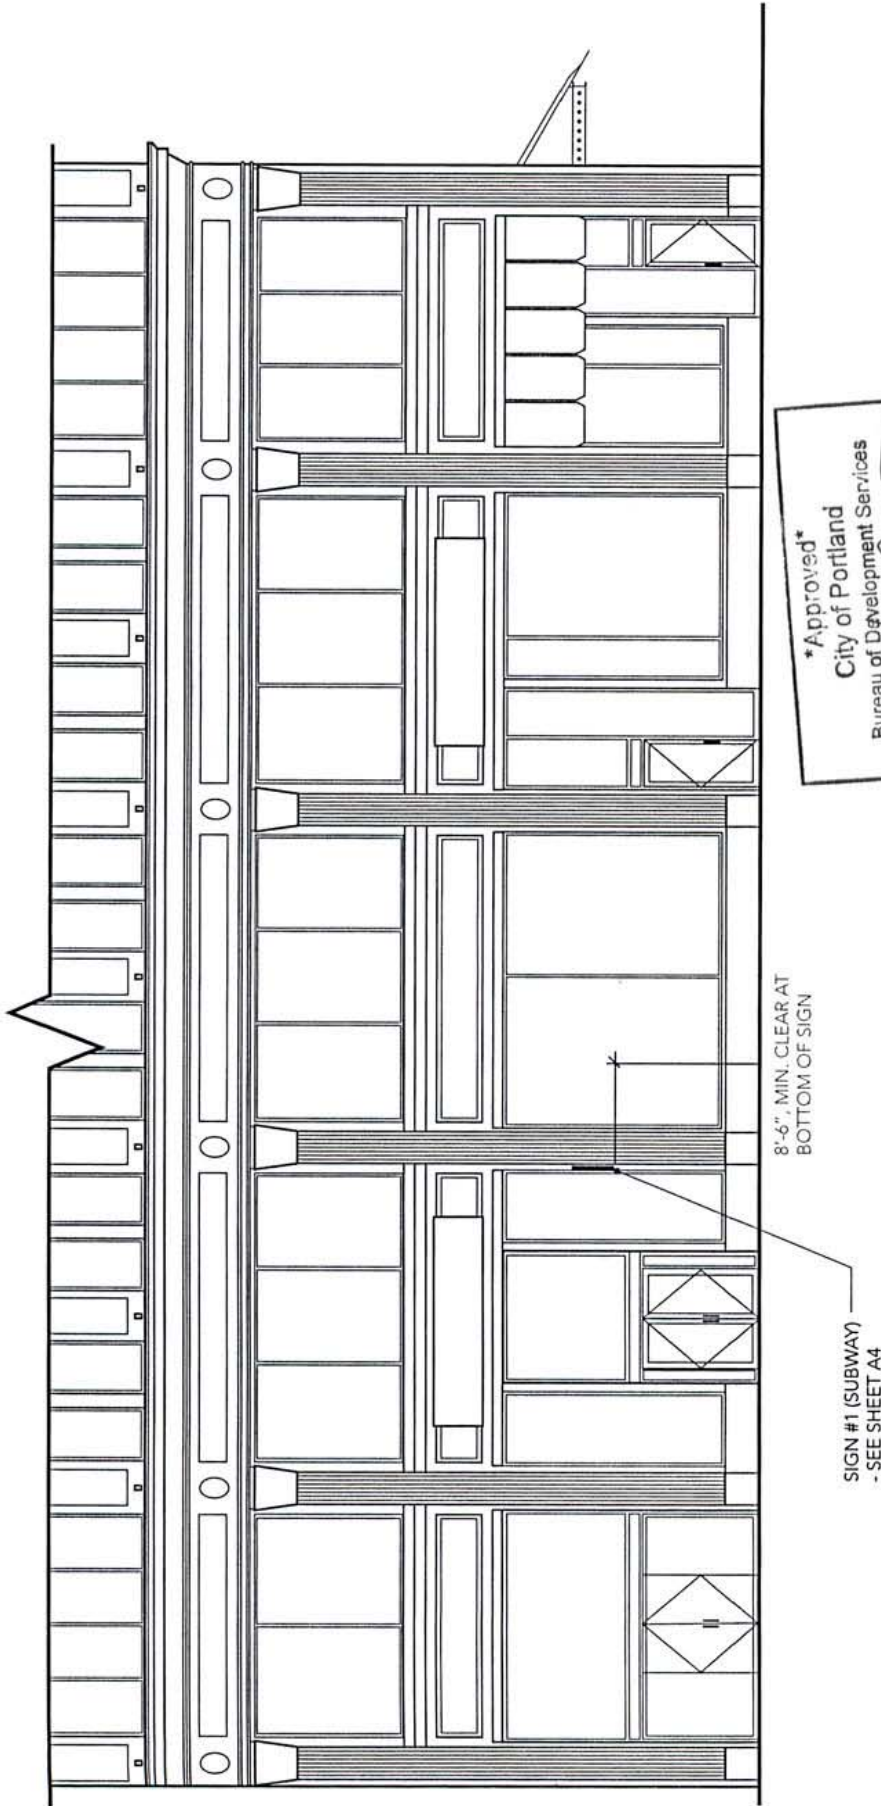 *Approved*
City of Portland
Bureau of Development Services
8'-6", MIN. CLEAR AT
BOTTOM OF SIGN
SIGN #1 (SUBWAY)
- SEE SHEET A4